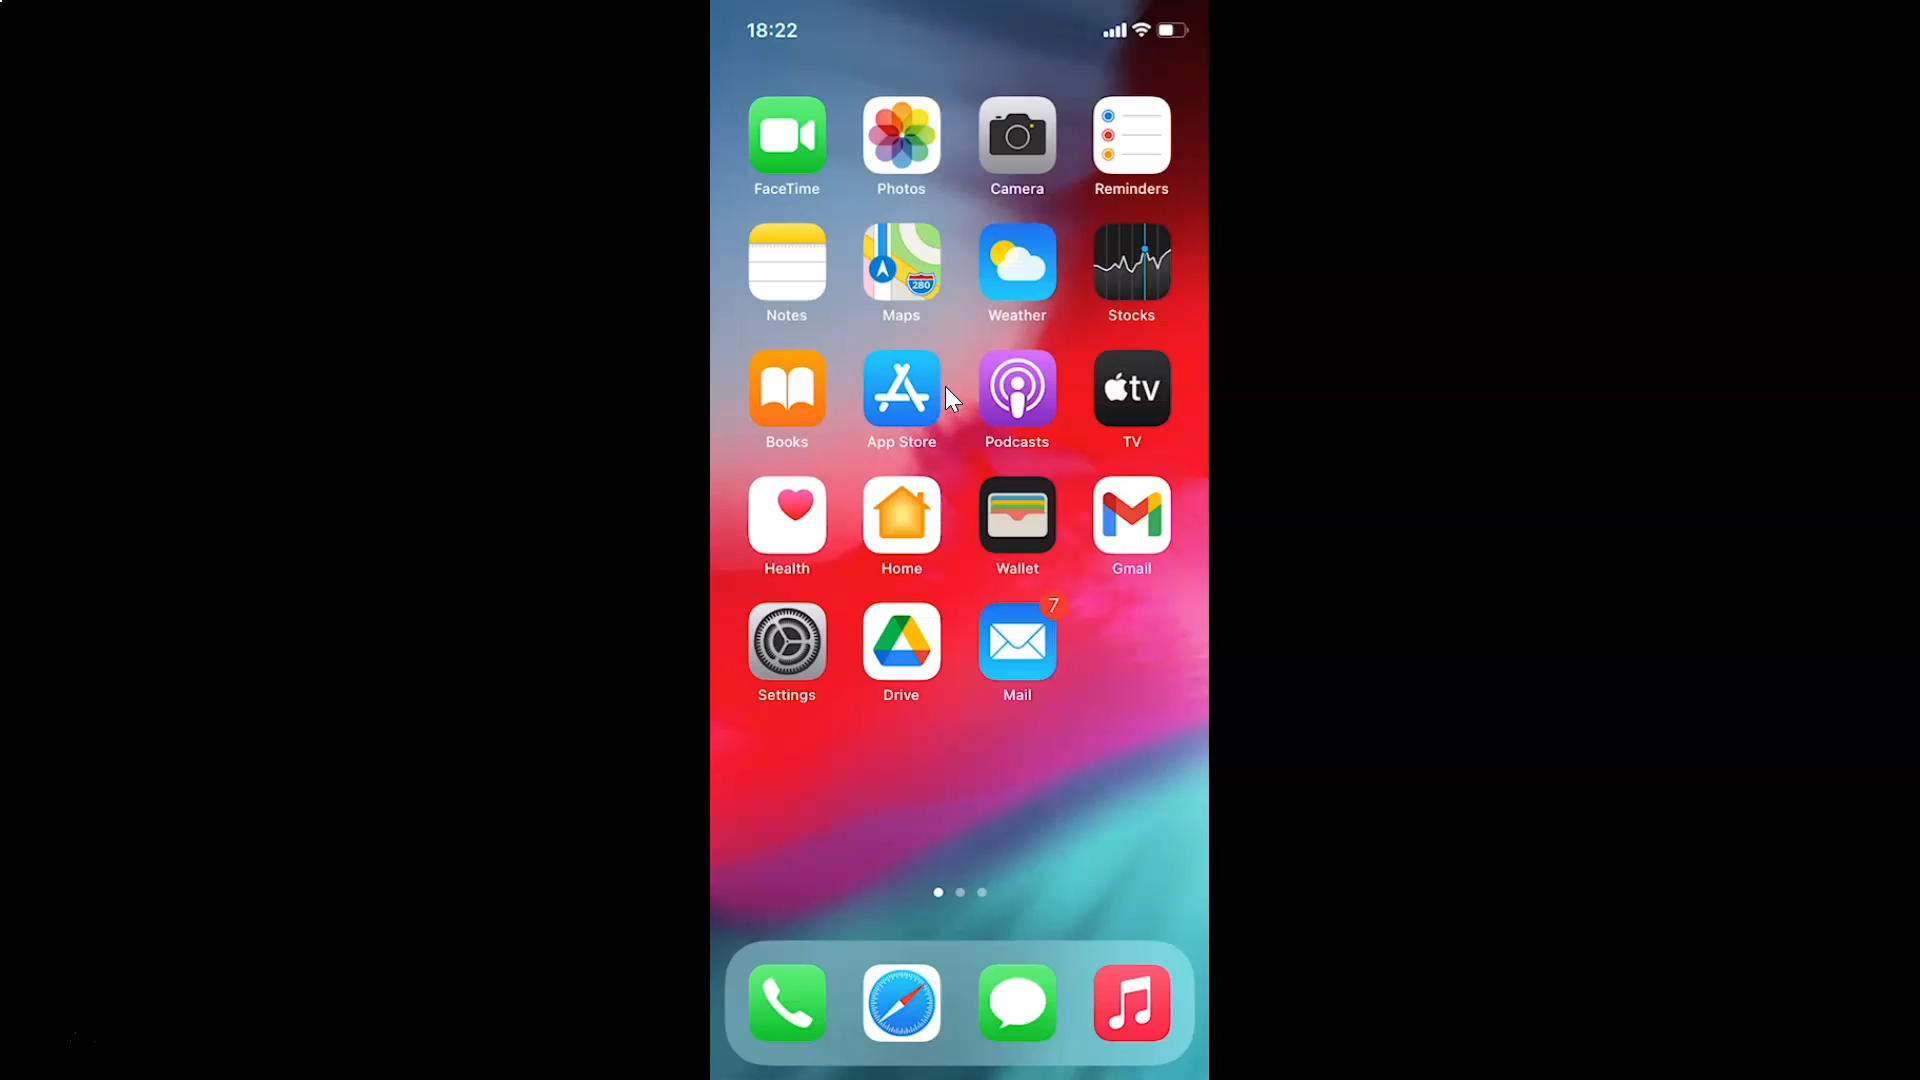 18:22
FaceTime Photos Camera Reminders
280
Notes Maps Weather Stocks
tv
Books App Store Podcasts TV
Health Home Wallet Gmail
7
Settings Drive Mail